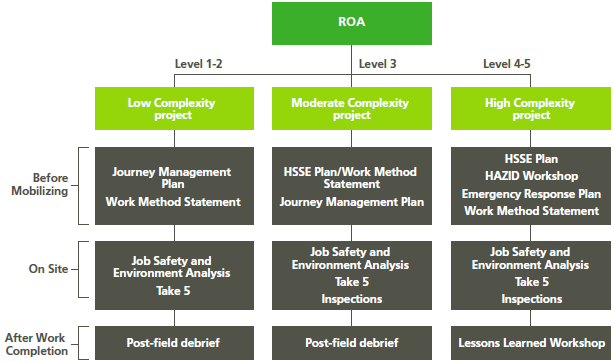 ROA
Level 1-2
Level 3
Level 4-5
Low Complexity
project
Moderate Complexity
project
High Complexity
project
Before
Mobilizing
Journey Management
Plan
Work Method Statement
HSSE Plan/Work Method
Statement
Journey Management Plan
HSSE Plan
HAZID Workshop
Emergency Response Plan
Work Method Statement
On Site
Job Safety and
Environment Analysis
Take 5
Job Safety and
Environment Analysis
Take 5
Inspections
Job Safety and
Environment Analysis
Take 5
Inspections
After Work
Completion
Post-field debrief
Post-field debrief
Lessons Learned Workshop